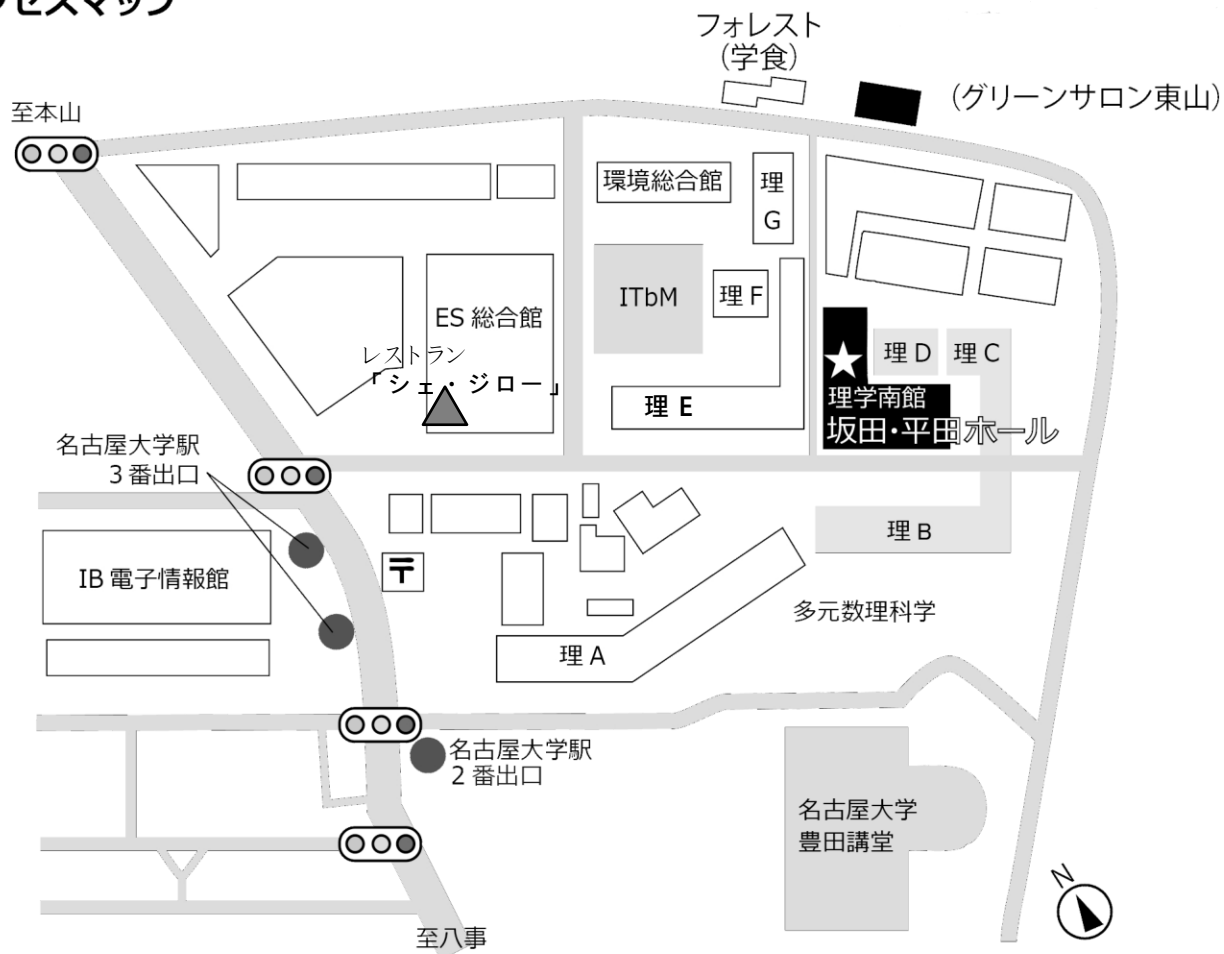 クセスマップ
フォレスト
(学食)
(グリーンサロン東山)
至本山
環境総合館
理
G
ES 総合館
ITbM
理 F
レストラン
「シェ・ジロー」
理 E
理 D
理 C
理学南館
坂田・平田ホール
名古屋大学駅
3 番出口
IB 電子情報館
〒
理 B
多元数理科学
理 A
名古屋大学駅
2 番出口
名古屋大学
豊田講堂
N
至八事